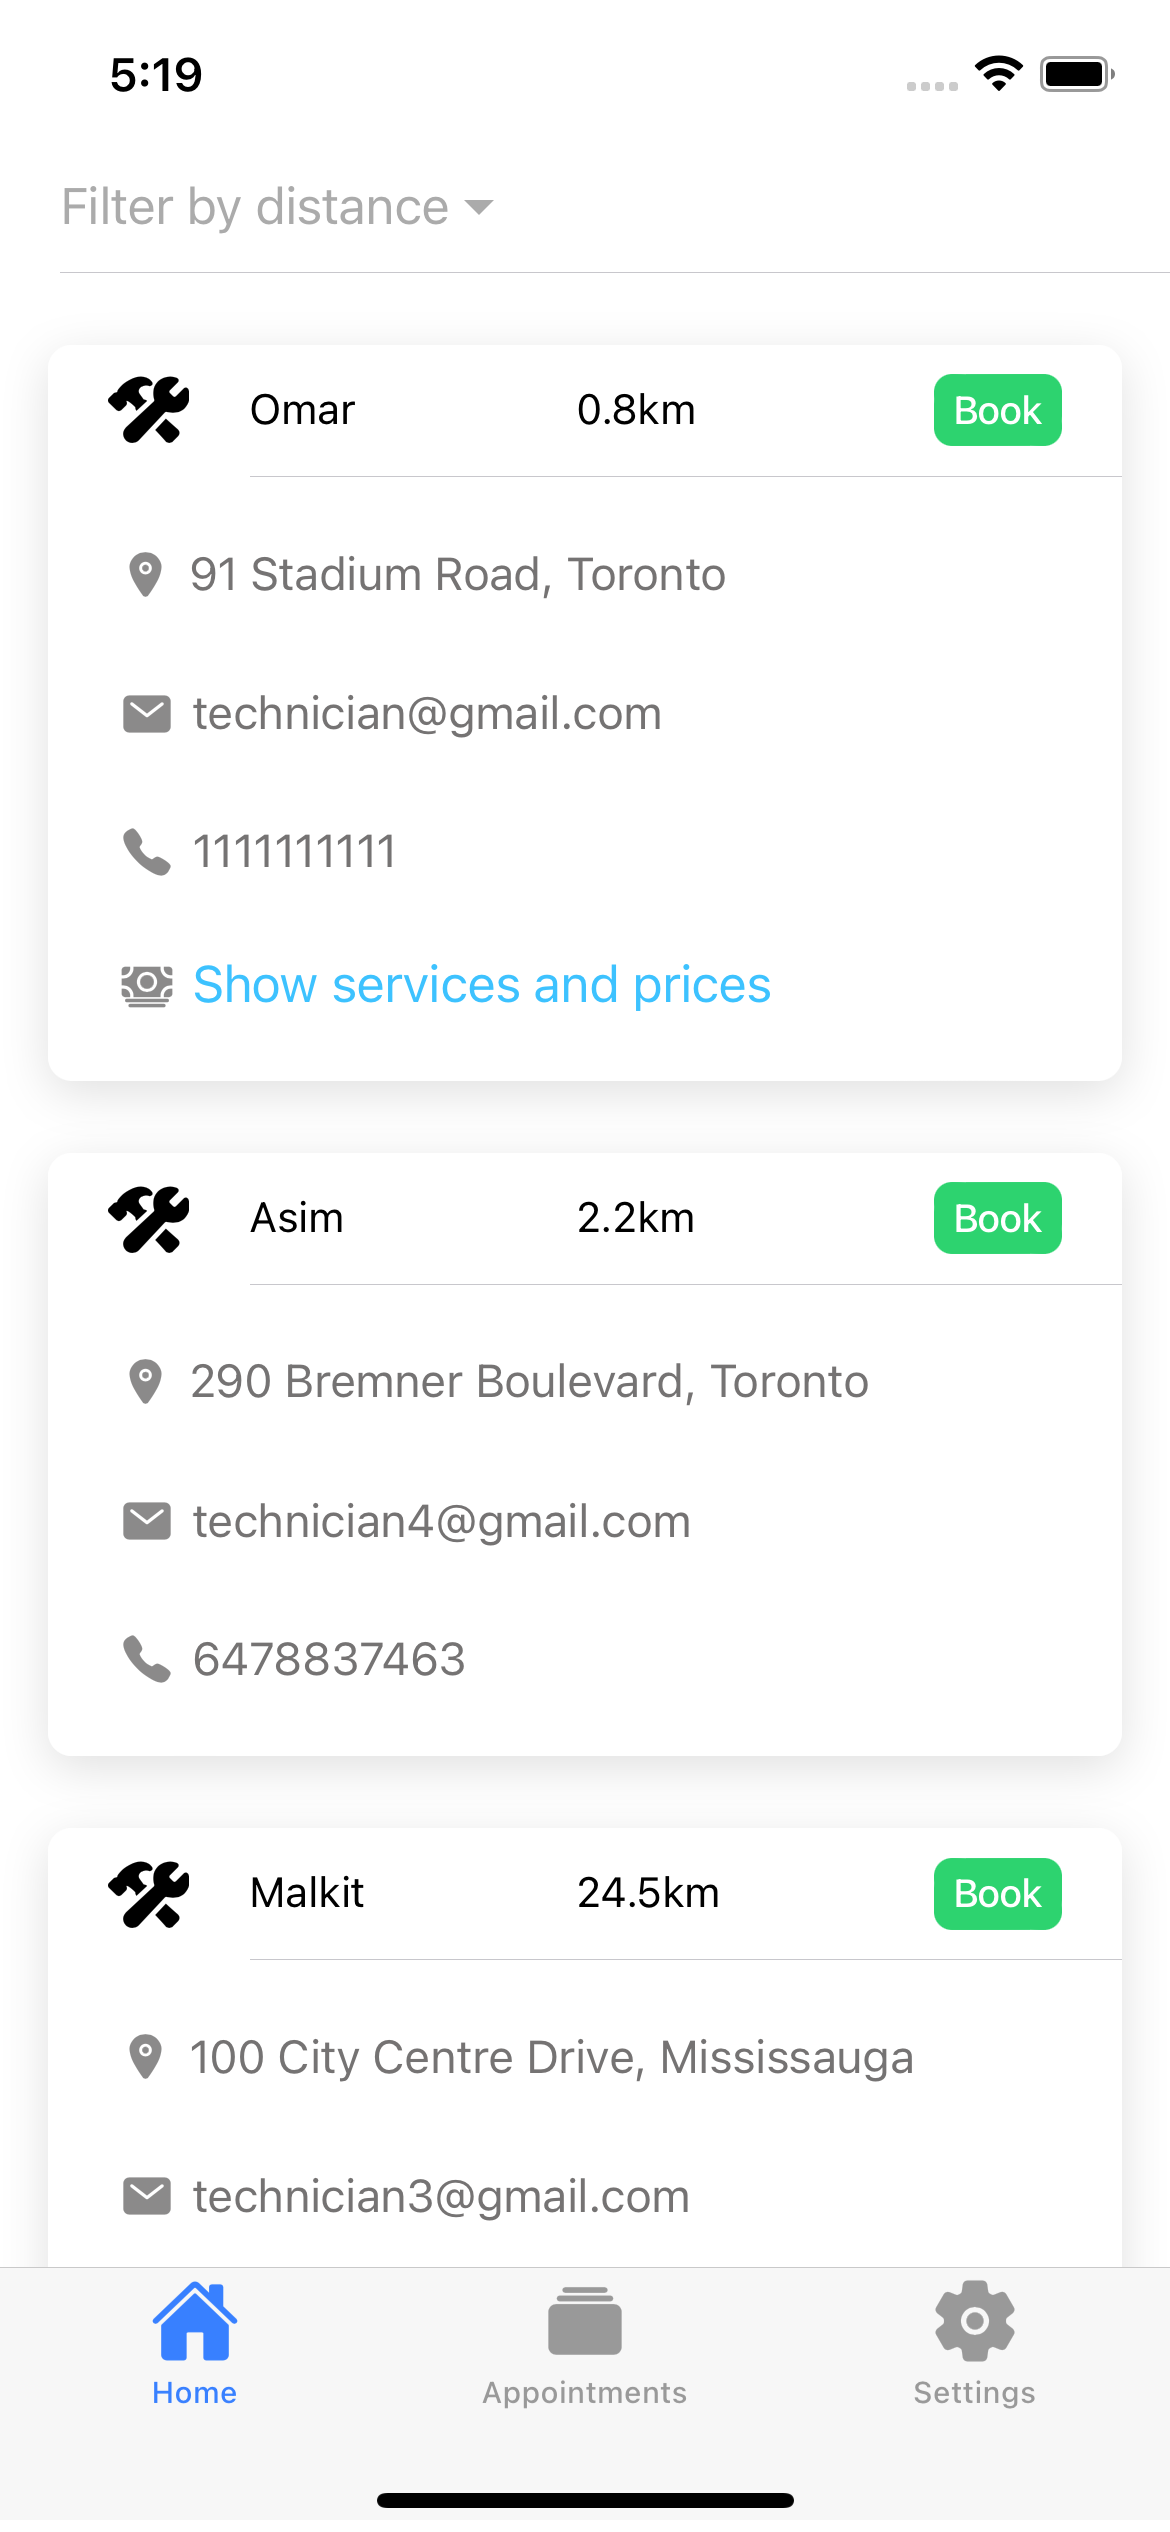 5:19
Filter by distance
Omar 0.8km Book
91 Stadium Road, Toronto
technician@gmail.com
1111111111
Show services and prices
Asim 2.2km Book
290 Bremner Boulevard, Toronto
technician4@gmail.com
6478837463
Malkit 24.5km Book
100 City Centre Drive, Mississauga
technician3@gmail.com
Home Appointments Settings